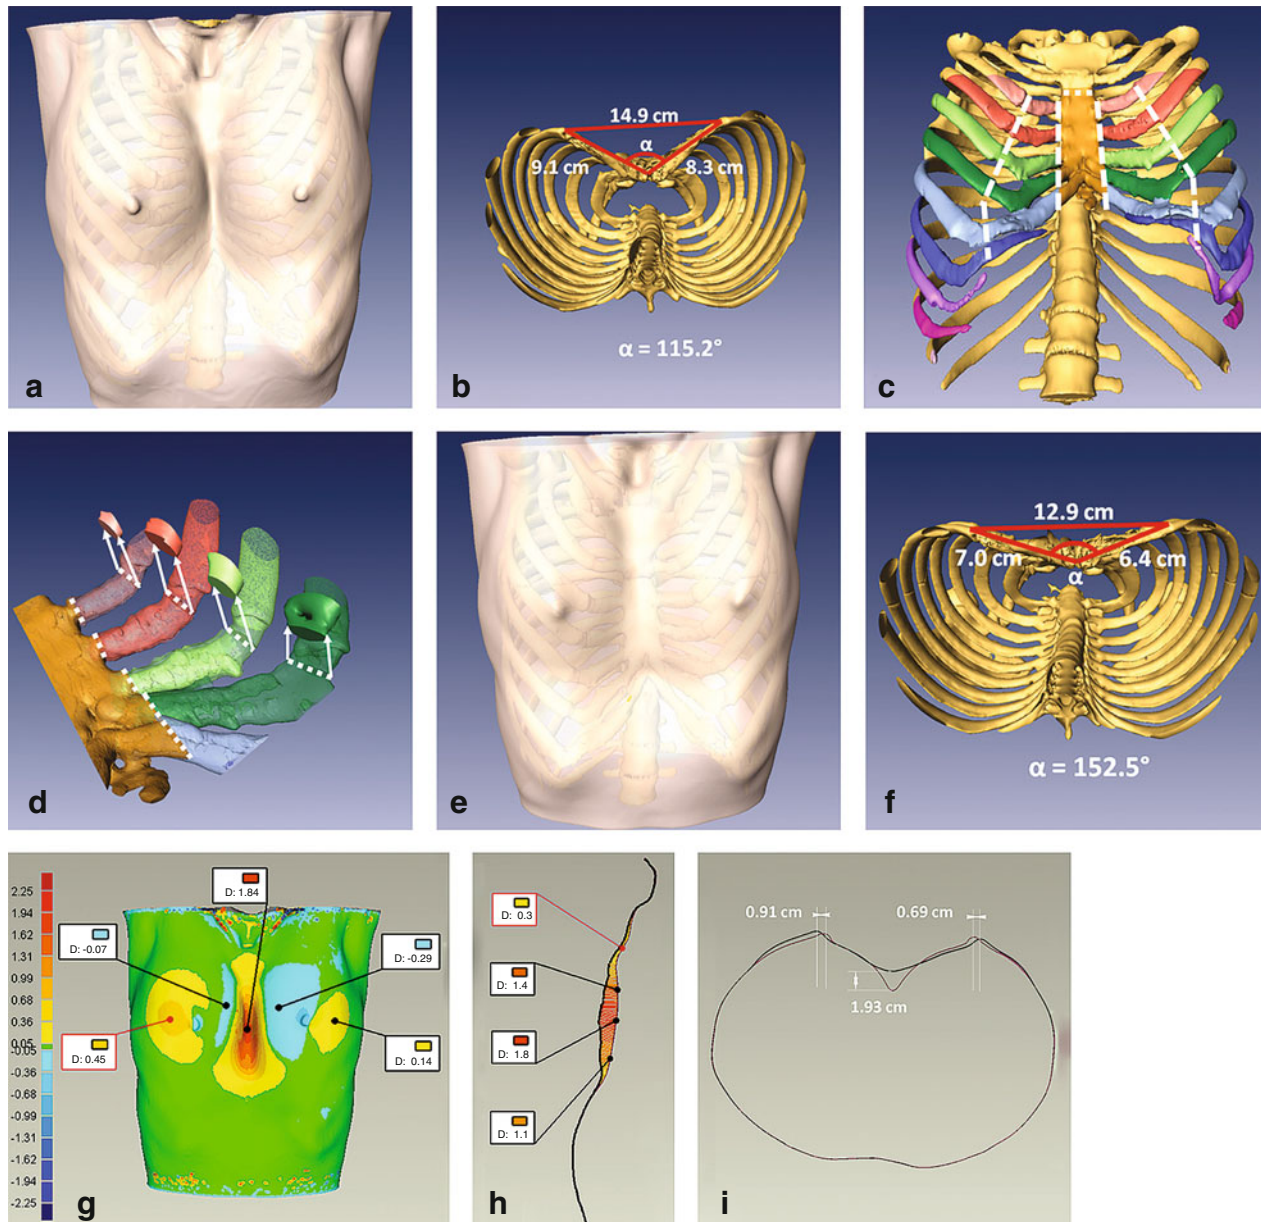 a
14.9 cm
α
9.1 cm
8.3 cm
α = 115.2°
b
c
d
e
12.9 cm
7.0 cm
6.4 cm
α
α = 152.5°
f
2.25
1.94
1.62
1.31
0.99
0.68
0.36
0.05
-0.05
-0.36
-0.68
-0.99
-1.31
-1.62
-1.94
-2.25
D: 1.84
D: -0.07
D: -0.29
D: 0.45
D: 0.14
g
D: 0.3
D: 1.4
D: 1.8
D: 1.1
h
0.91 cm
0.69 cm
1.93 cm
i